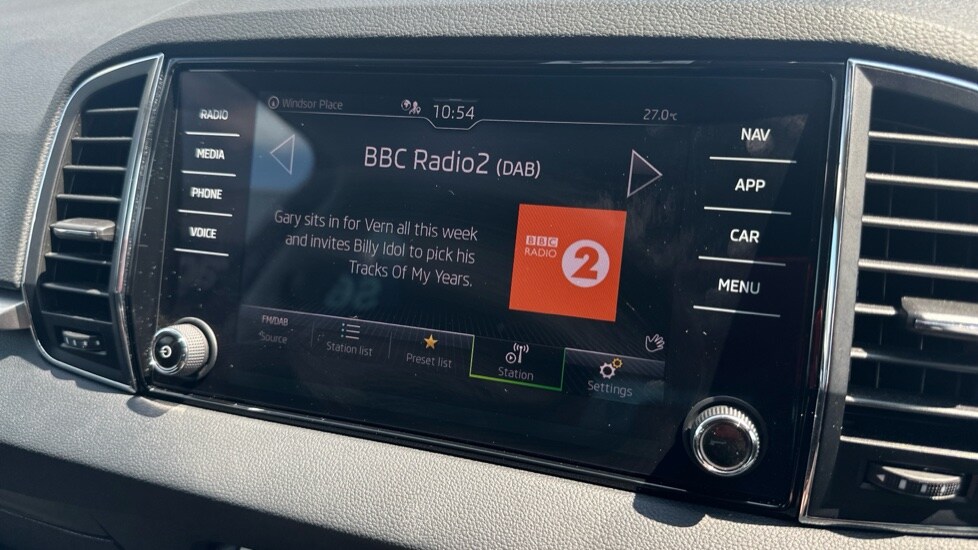 Windsor Place
10:54
27.0°C
RADIO
MEDIA
PHONE
VOICE
BBC Radio2 (DAB)
Gary sits in for Vern all this week
and invites Billy Idol to pick his
Tracks Of My Years.
BBC
RADIO
2
NAV
APP
CAR
MENU
FM/DAB
Source
Station list
Preset list
Station
Settings